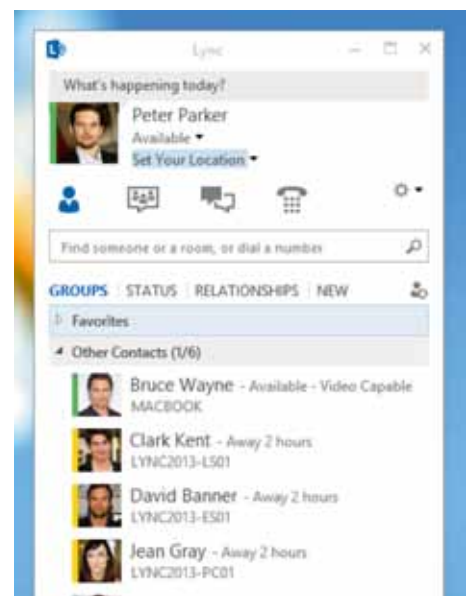 Lync
What's happening today?
Peter Parker
Available
Set Your Location
Find someone or a room, or dial a number
GROUPS STATUS RELATIONSHIPS NEW
Favorites
Other Contacts (1/6)
Bruce Wayne - Available - Video Capable
MACBOOK
Clark Kent - Away 2 hours
LYNC2013-LS01
David Banner - Away 2 hours
LYNC2013-ES01
Jean Gray - Away 2 hours
LYNC2013-PC01